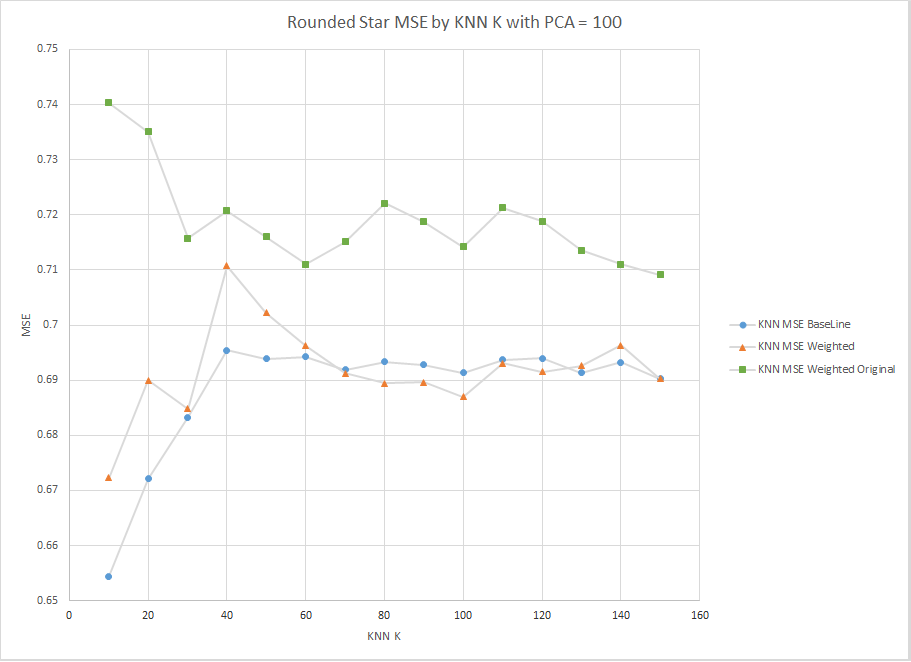 Rounded Star MSE by KNN K with PCA = 100
0.75
0.74
0.73
0.72
0.71
0.7
0.69
0.68
0.67
0.66
0.65
MSE
0 20 40 60 80 100 120 140 160
KNN K
KNN MSE BaseLine
KNN MSE Weighted
KNN MSE Weighted Original